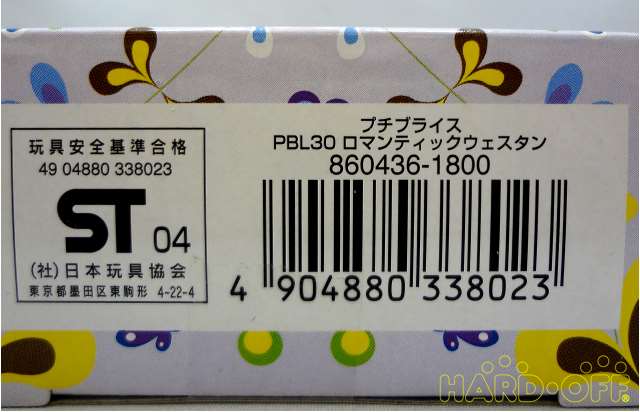 玩具安全基準合格
49 04880 338023
ST 04
(社)日本玩具協会
東京都墨田区東駒形 4-22-4
プチブライス
PBL30 ロマンティックウェスタン
860436-1800
4 904880 338023
HARD・OFF®